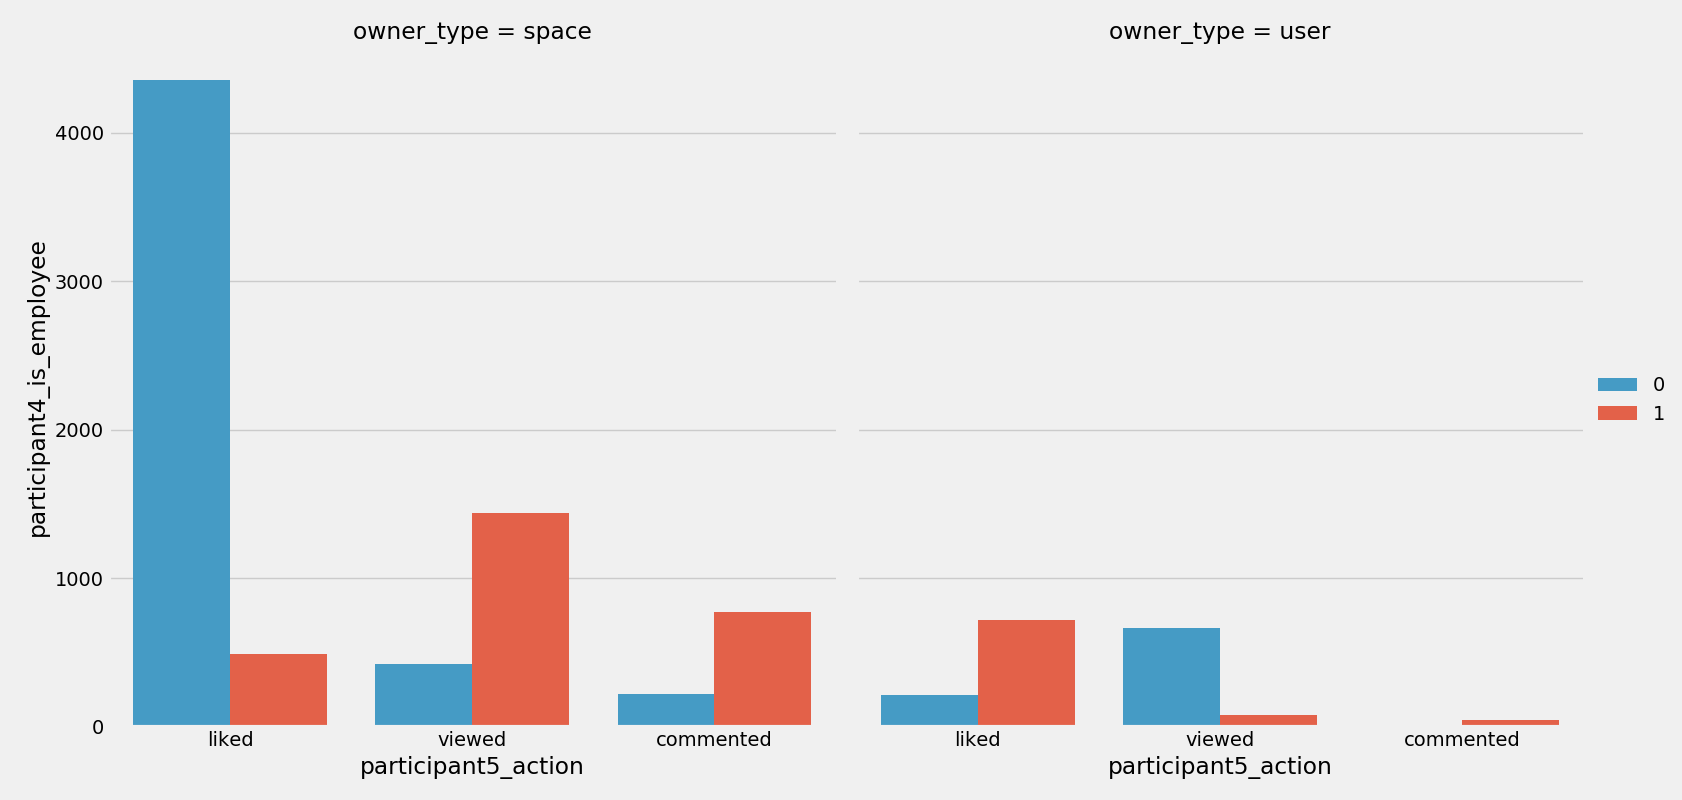 owner_type = space
owner_type = user
participant4_is_employee
4000
3000
2000
1000
0
liked
viewed
commented
participant5_action
liked
viewed
commented
participant5_action
0
1